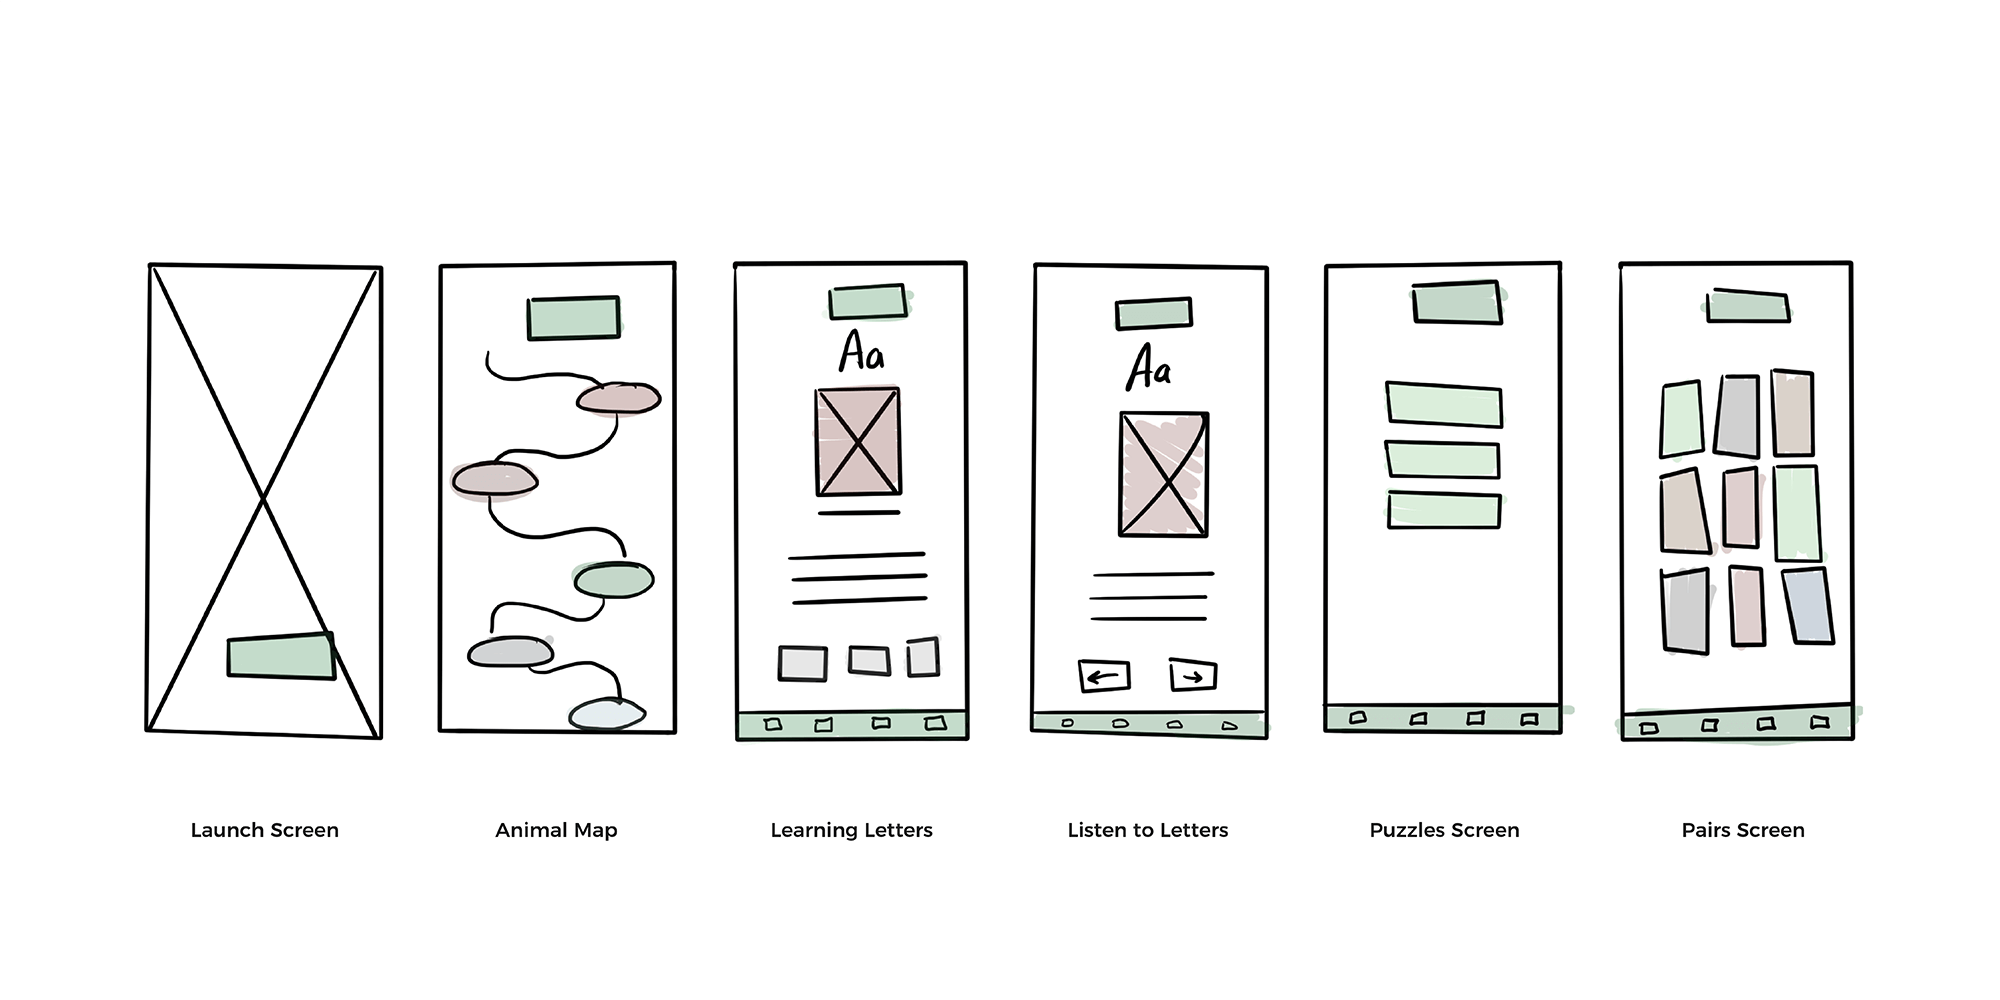 Aa
Aa
Launch Screen
Animal Map
Learning Letters
Listen to Letters
Puzzles Screen
Pairs Screen